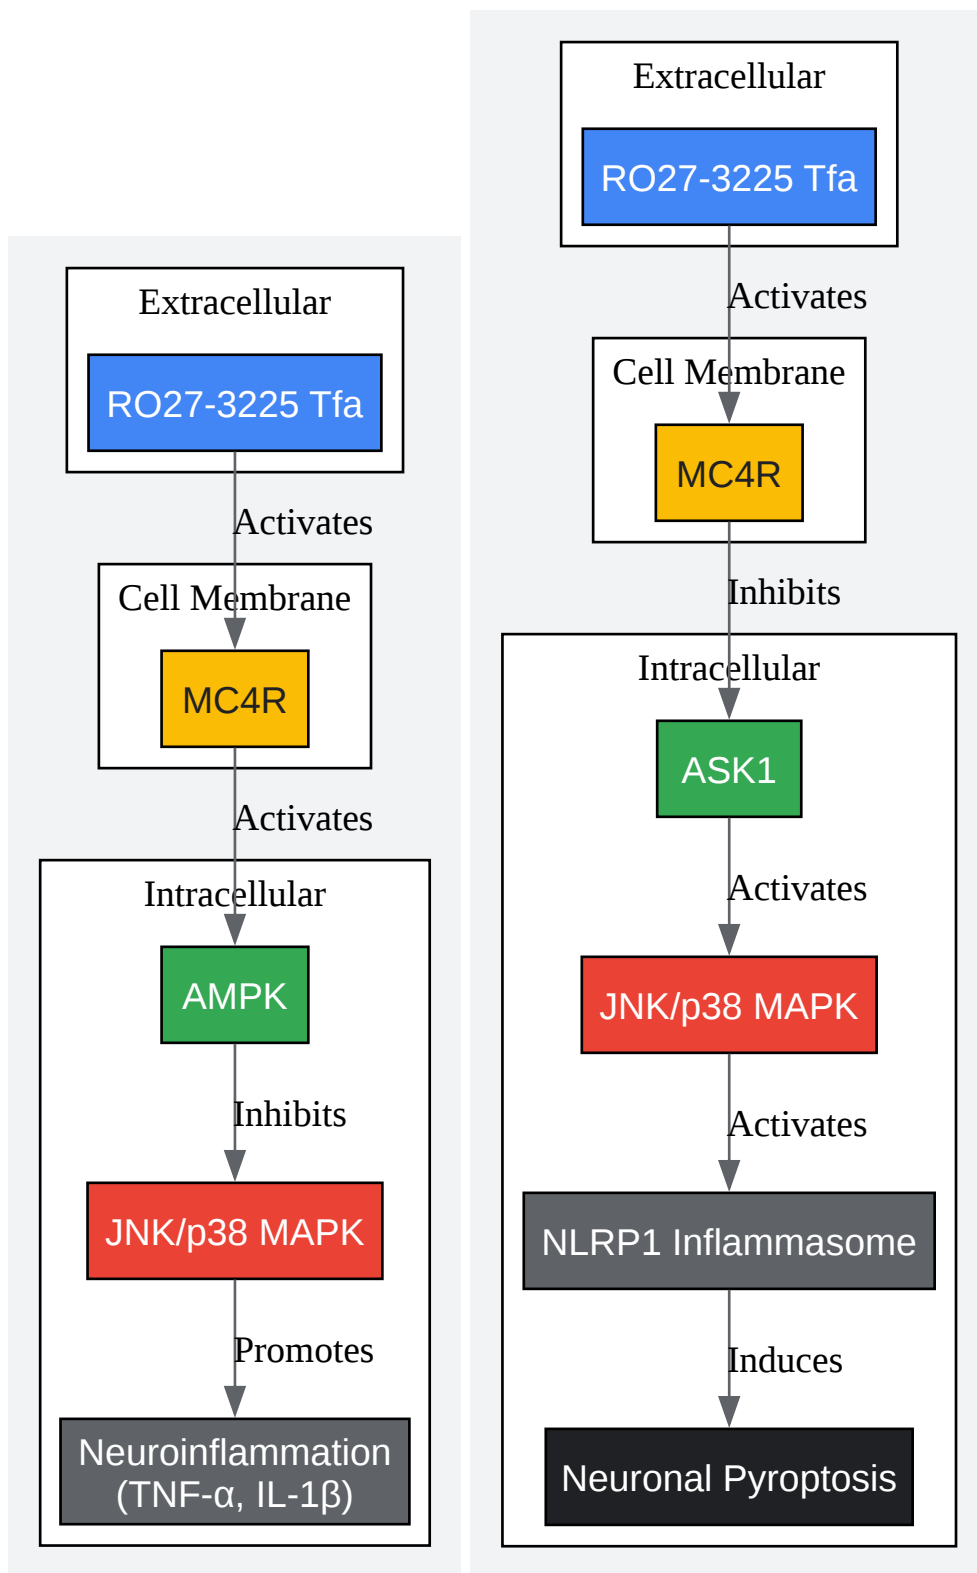 Extracellular
RO27-3225 Tfa
Activates
Cell Membrane
MC4R
Activates
Intracellular
AMPK
Inhibits
JNK/p38 MAPK
Promotes
Neuroinflammation
(TNF-α, IL-1β)
Extracellular
RO27-3225 Tfa
Activates
Cell Membrane
MC4R
Inhibits
Intracellular
ASK1
Activates
JNK/p38 MAPK
Activates
NLRP1 Inflammasome
Induces
Neuronal Pyroptosis